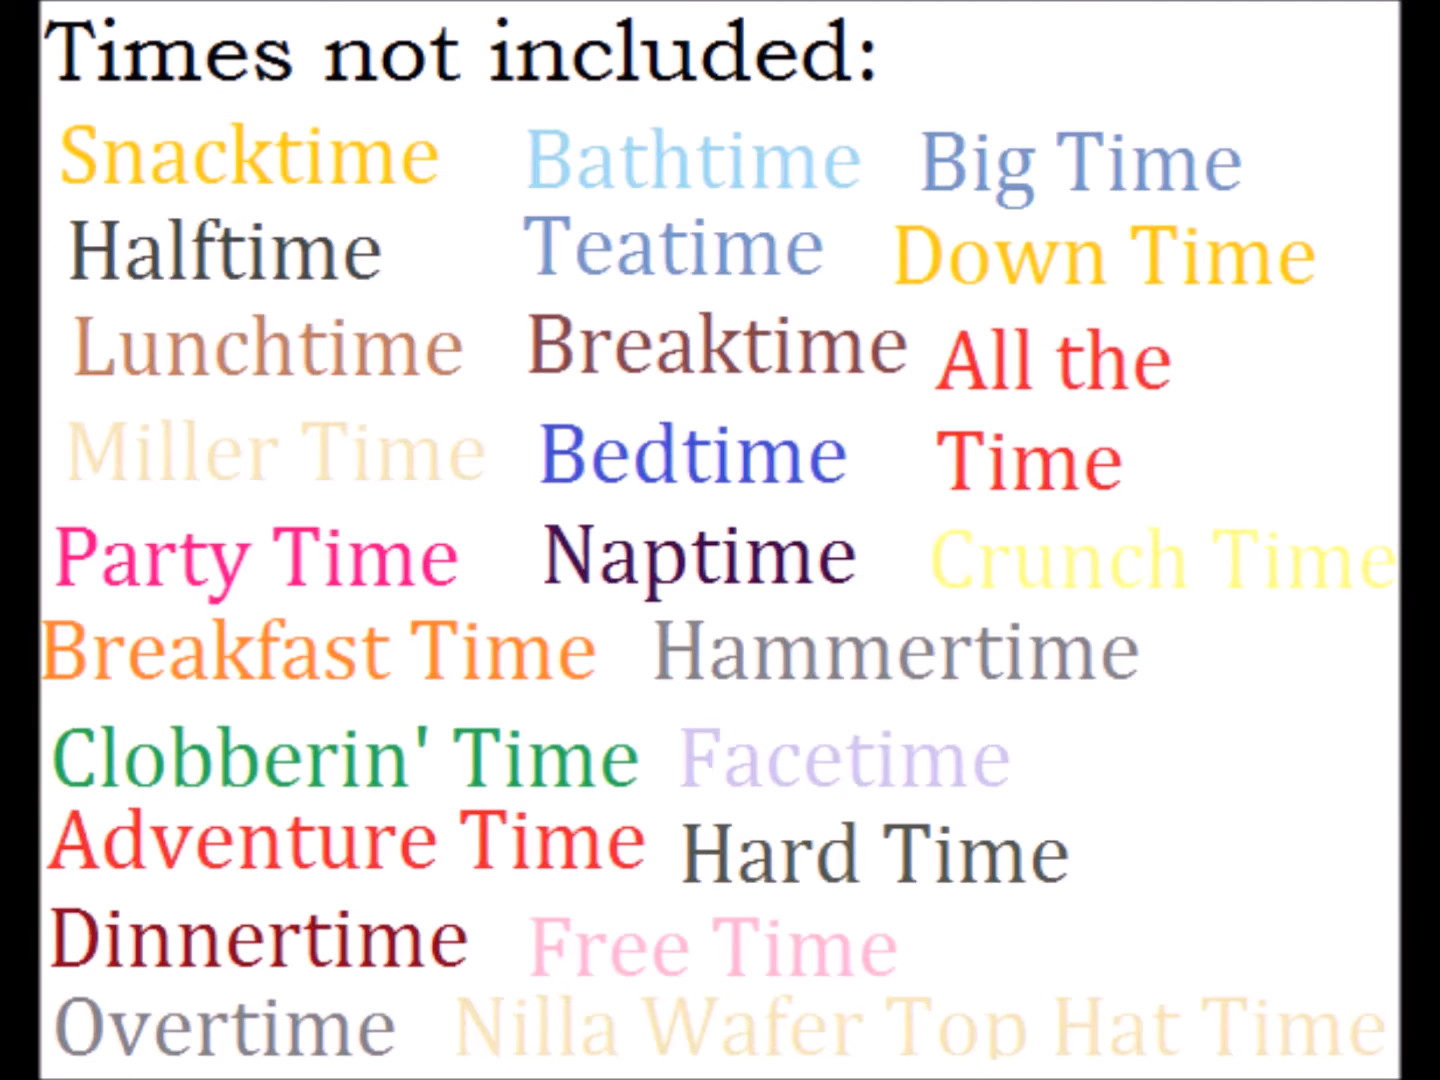 Times not included:
Snacktime Bathtime Big Time
Halftime Teatime Down Time
Lunchtime Breaktime All the
Miller Time Bedtime Time
Party Time Naptime Crunch Time
Breakfast Time Hammertime
Clobberin' Time Facetime
Adventure Time Hard Time
Dinnertime Free Time
Overtime Nilla Wafer Top Hat Time